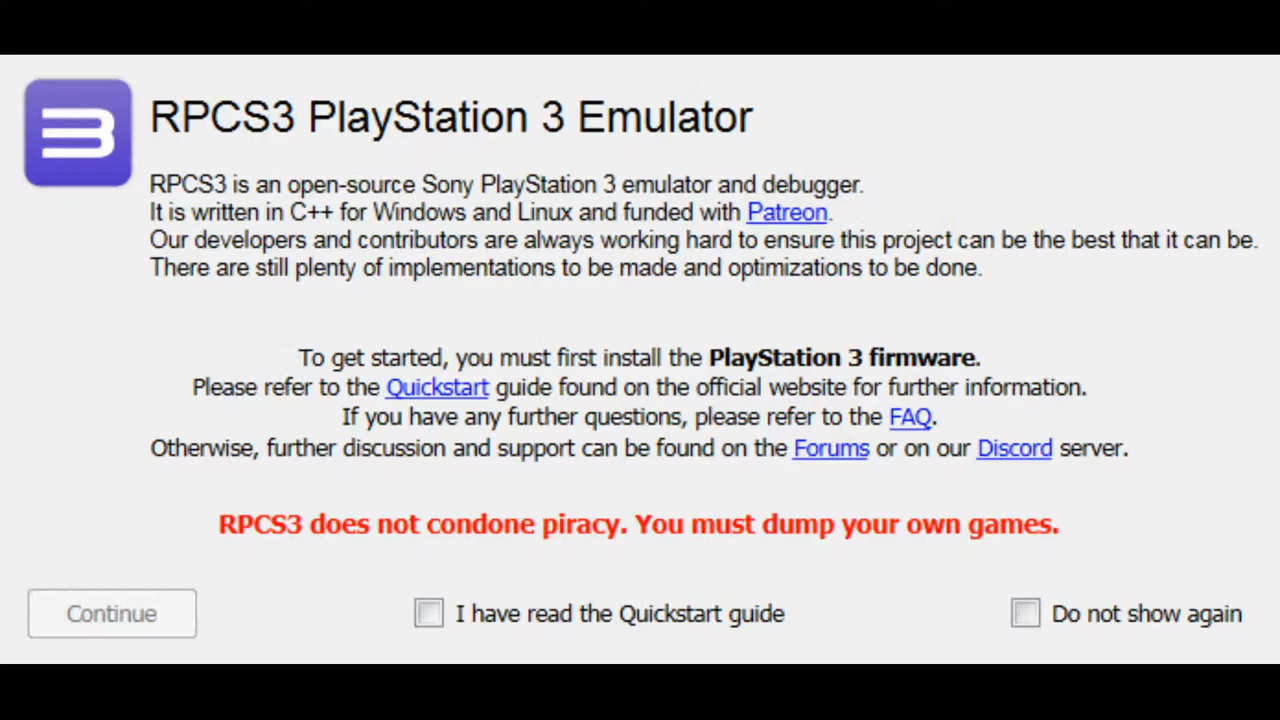 RPCS3 PlayStation 3 Emulator
RPCS3 is an open-source Sony PlayStation 3 emulator and debugger.
It is written in C++ for Windows and Linux and funded with Patreon.
Our developers and contributors are always working hard to ensure this project can be the best that it can be.
There are still plenty of implementations to be made and optimizations to be done.
To get started, you must first install the PlayStation 3 firmware.
Please refer to the Quickstart guide found on the official website for further information.
If you have any further questions, please refer to the FAQ.
Otherwise, further discussion and support can be found on the Forums or on our Discord server.
RPCS3 does not condone piracy. You must dump your own games.
Continue
I have read the Quickstart guide
Do not show again